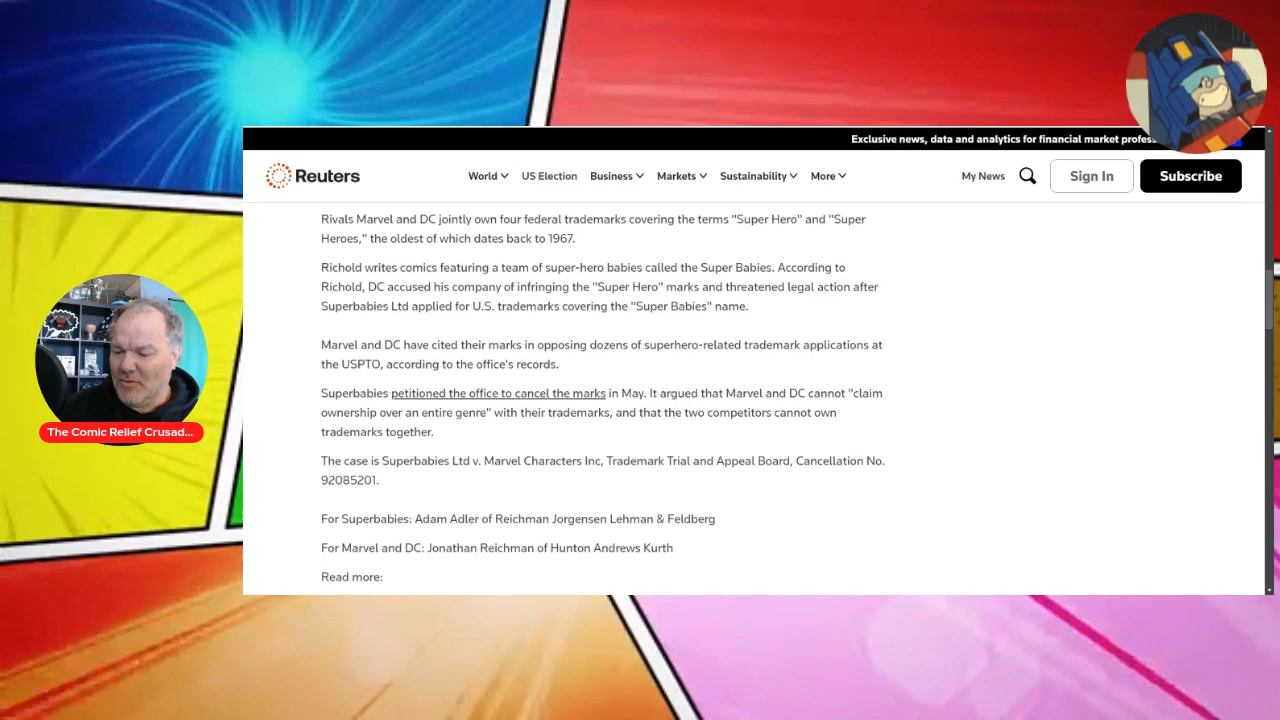 Exclusive news, data and analytics for financial market
Reuters
World
US Election
Business
Markets
Sustainability
More
My News
Sign In
Subscribe
Rivals Marvel and DC jointly own four federal trademarks covering the terms "Super Hero" and "Super
Heroes," the oldest of which dates back to 1967.
Richold writes comics featuring a team of super-hero babies called the Super Babies. According to
Richold, DC accused his company of infringing the "Super Hero" marks and threatened legal action after
Superbabies Ltd applied for U.S. trademarks covering the "Super Babies" name.
Marvel and DC have cited their marks in opposing dozens of superhero-related trademark applications at
the USPTO, according to the office's records.
Superbabies petitioned the office to cancel the marks in May. It argued that Marvel and DC cannot "claim
ownership over an entire genre" with their trademarks, and that the two competitors cannot own
trademarks together.
The case is Superbabies Ltd v. Marvel Characters Inc, Trademark Trial and Appeal Board, Cancellation No.
92085201.
For Superbabies: Adam Adler of Reichman Jorgensen Lehman & Feldberg
For Marvel and DC: Jonathan Reichman of Hunton Andrews Kurth
Read more:
The Comic Relief Crusad...